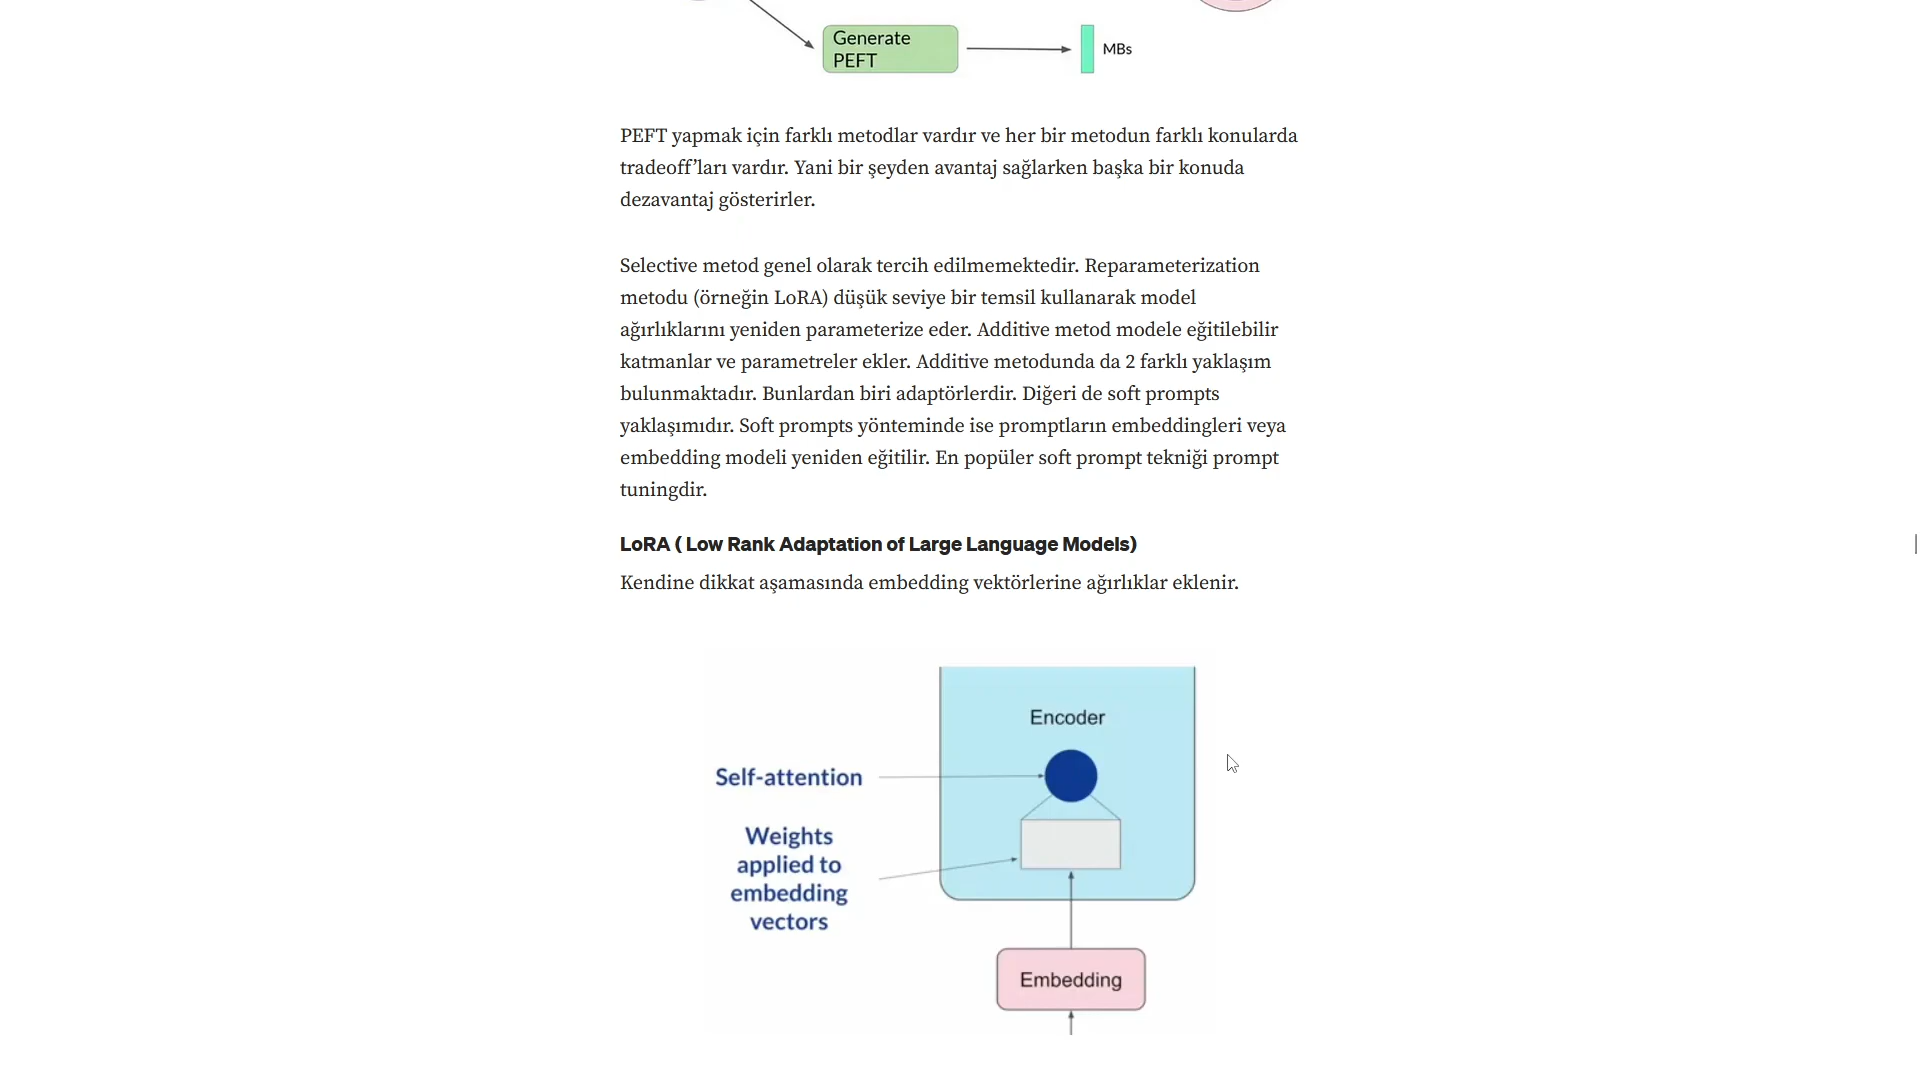 Generate
PEFT
MBs
PEFT yapmak için farklı metodlar vardır ve her bir metodun farklı konularda
tradeoff’ları vardır. Yani bir şeyden avantaj sağlarken başka bir konuda
dezavantaj gösterirler.
Selective metod genel olarak tercih edilmemektedir. Reparameterization
metodu (örneğin LoRA) düşük seviye bir temsil kullanarak model
ağırlıklarını yeniden parameterize eder. Additive metod modele eğitilebilir
katmanlar ve parametreler ekler. Additive metodunda da 2 farklı yaklaşım
bulunmaktadır. Bunlardan biri adaptörlerdir. Diğeri de soft prompts
yaklaşımıdır. Soft prompts yönteminde ise promptların embeddingleri veya
embedding modeli yeniden eğitilir. En popüler soft prompt tekniği prompt
tuningdir.
LoRA ( Low Rank Adaptation of Large Language Models)
Kendine dikkat aşamasında embedding vektörlerine ağırlıklar eklenir.
Encoder
Self-attention
Weights
applied to
embedding
vectors
Embedding